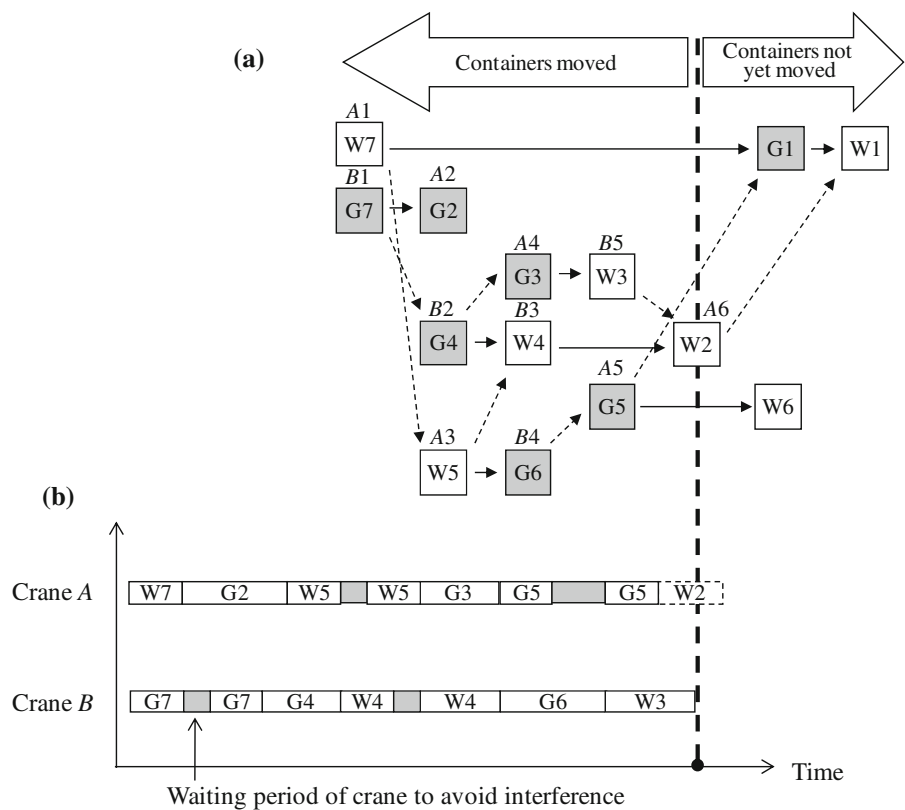 (a)
Containers moved
Containers not
yet moved
A1
W7
G1
W1
B1
A2
G7
G2
A4
B5
G3
W3
B2
B3
A6
G4
W4
W2
A5
G5
W6
A3
B4
W5
G6
(b)
Crane A
W7
G2
W5
W5
G3
G5
G5
W2
Crane B
G7
G7
G4
W4
W4
G6
W3
Time
Waiting period of crane to avoid interference